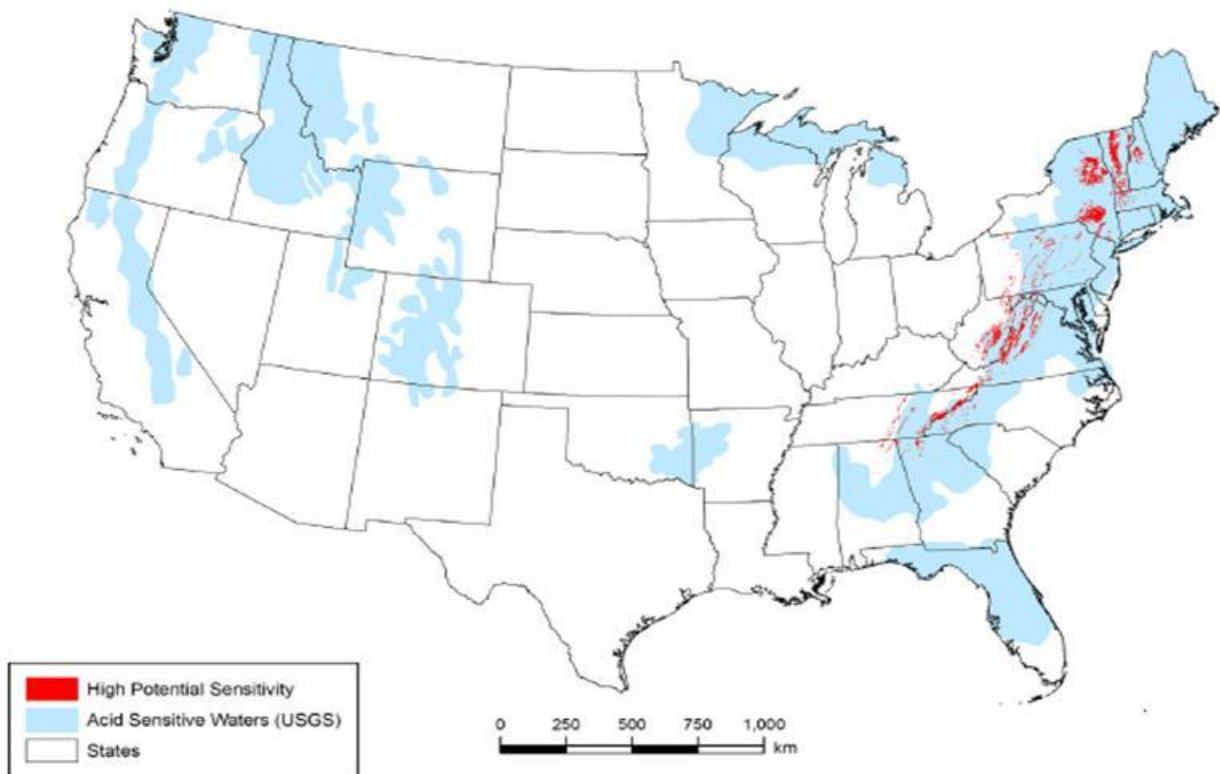 High Potential Sensitivity
Acid Sensitive Waters (USGS)
States
0 250 500 750 1,000
km